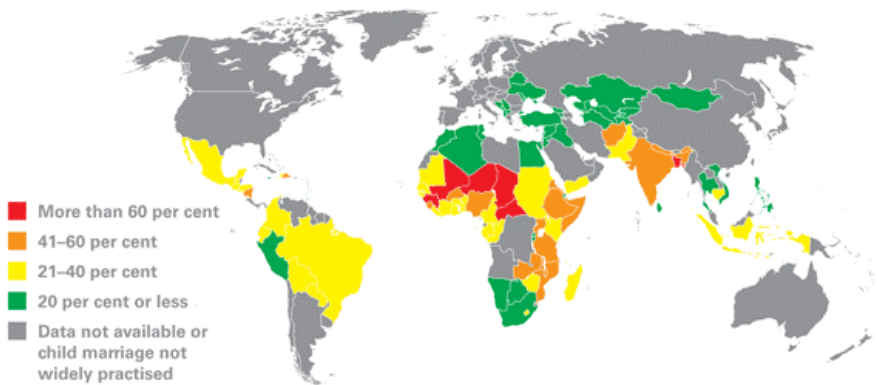 More than 60 per cent
41–60 per cent
21–40 per cent
20 per cent or less
Data not available or
child marriage not
widely practised